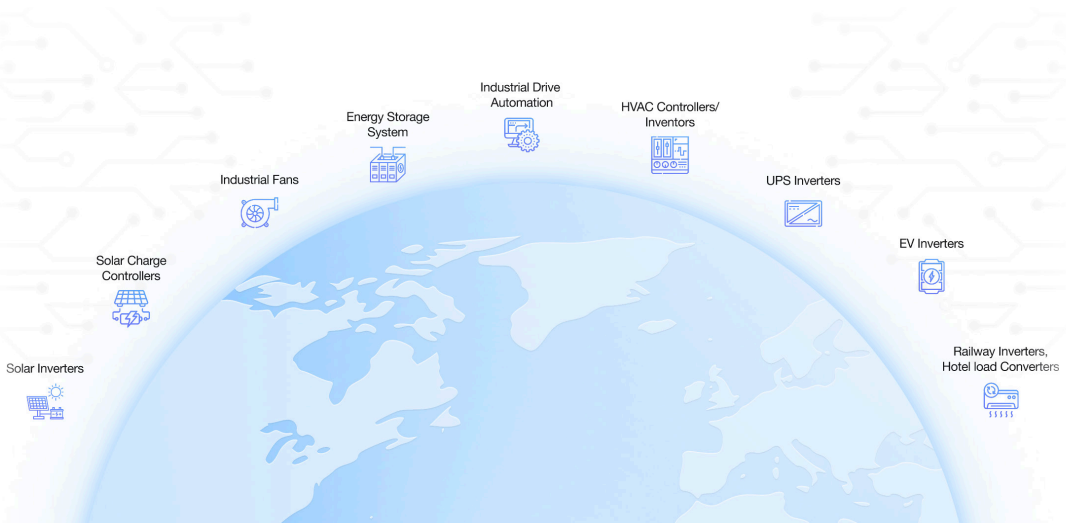 Industrial Drive
Automation
HVAC Controllers/
Inventors
Energy Storage
System
Industrial Fans
UPS Inverters
EV Inverters
Solar Charge
Controllers
Railway Inverters,
Hotel load Converters
Solar Inverters